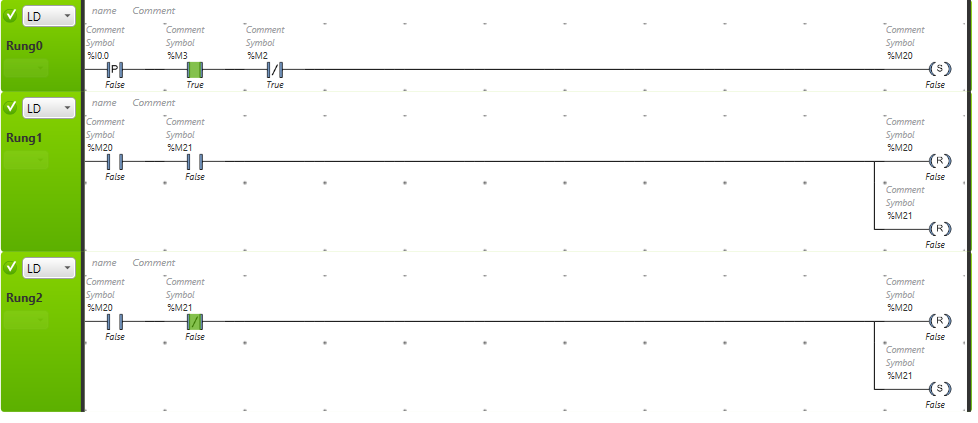 name Comment
LD
Comment Comment Comment Comment
Symbol Symbol Symbol Symbol
Rung0
%I0.0 %M3 %M2 %M20
P / S
False True True False
name Comment
LD
Comment Comment Comment
Symbol Symbol Symbol
Rung1
%M20 %M21 %M20
R
False False False
Comment
Symbol
%M21
R
False
name Comment
LD
Comment Comment Comment
Symbol Symbol Symbol
Rung2
%M20 %M21 %M20
/ R
False False False
Comment
Symbol
%M21
S
False